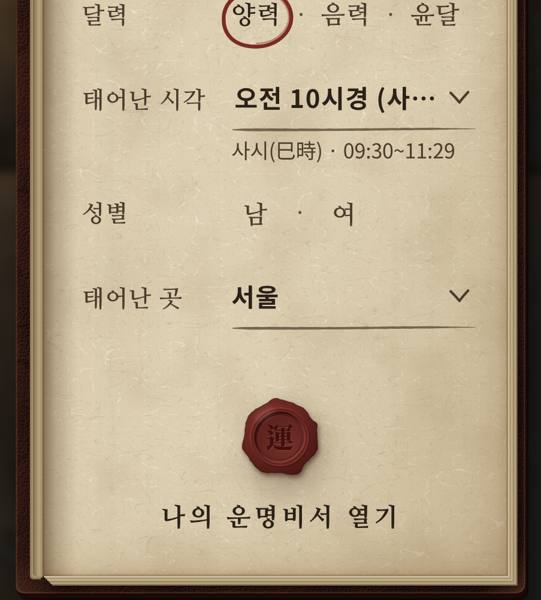 달력 양력 · 음력 · 윤달
태어난 시각 오전 10시경 (사…
사시(巳時) · 09:30~11:29
성별 남 · 여
태어난 곳 서울
運
나의 운명비서 열기